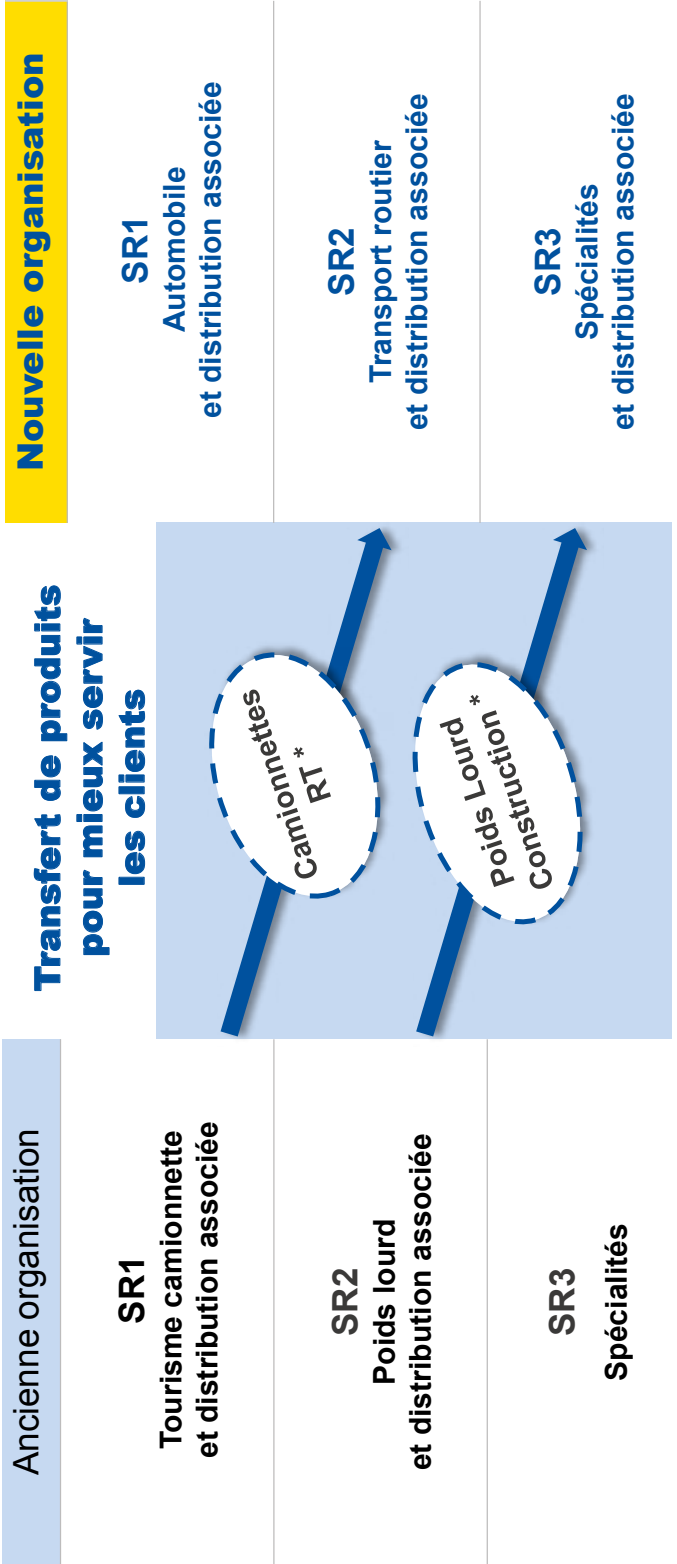 Ancienne organisation
SR1
Tourisme camionnette
et distribution associée
SR2
Poids lourd
et distribution associée
SR3
Spécialités
Transfert de produits
pour mieux servir
les clients
Camionnettes
RT *
Poids Lourd
Construction *
Nouvelle organisation
SR1
Automobile
et distribution associée
SR2
Transport routier
et distribution associée
SR3
Spécialités
et distribution associée